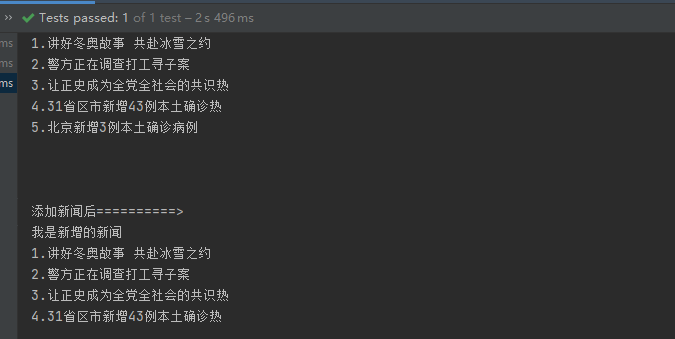 ›› ✔ Tests passed: 1 of 1 test – 2 s 496 ms
ms
ms
ms
1.讲好冬奥故事 共赴冰雪之约
2.警方正在调查打工寻子案
3.让正史成为全党全社会的共识热
4.31省区市新增43例本土确诊热
5.北京新增3例本土确诊病例
添加新闻后==========>
我是新增的新闻
1.讲好冬奥故事 共赴冰雪之约
2.警方正在调查打工寻子案
3.让正史成为全党全社会的共识热
4.31省区市新增43例本土确诊热